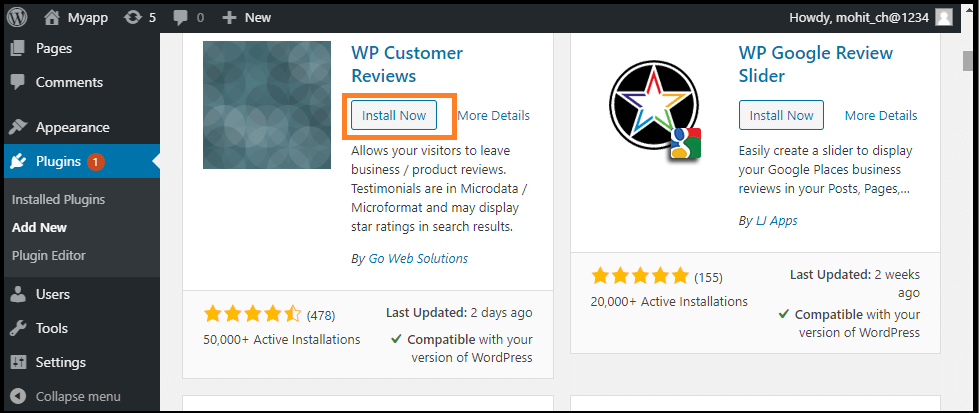 Myapp 5 0 + New Howdy, mohit_ch@1234
Pages
Comments
Appearance
Plugins 1
Installed Plugins
Add New
Plugin Editor
Users
Tools
Settings
Collapse menu
WP Customer
Reviews
Install Now More Details
Allows your visitors to leave
business / product reviews.
Testimonials are in Microdata /
Microformat and may display
star ratings in search results.
By Go Web Solutions
(478)
50,000+ Active Installations
Last Updated: 2 days ago
Compatible with your
version of WordPress
WP Google Review
Slider
Install Now More Details
Easily create a slider to display
your Google Places business
reviews in your Posts, Pages,...
By LJ Apps
(155)
20,000+ Active Installations
Last Updated: 2 weeks
ago
Compatible with your
version of WordPress